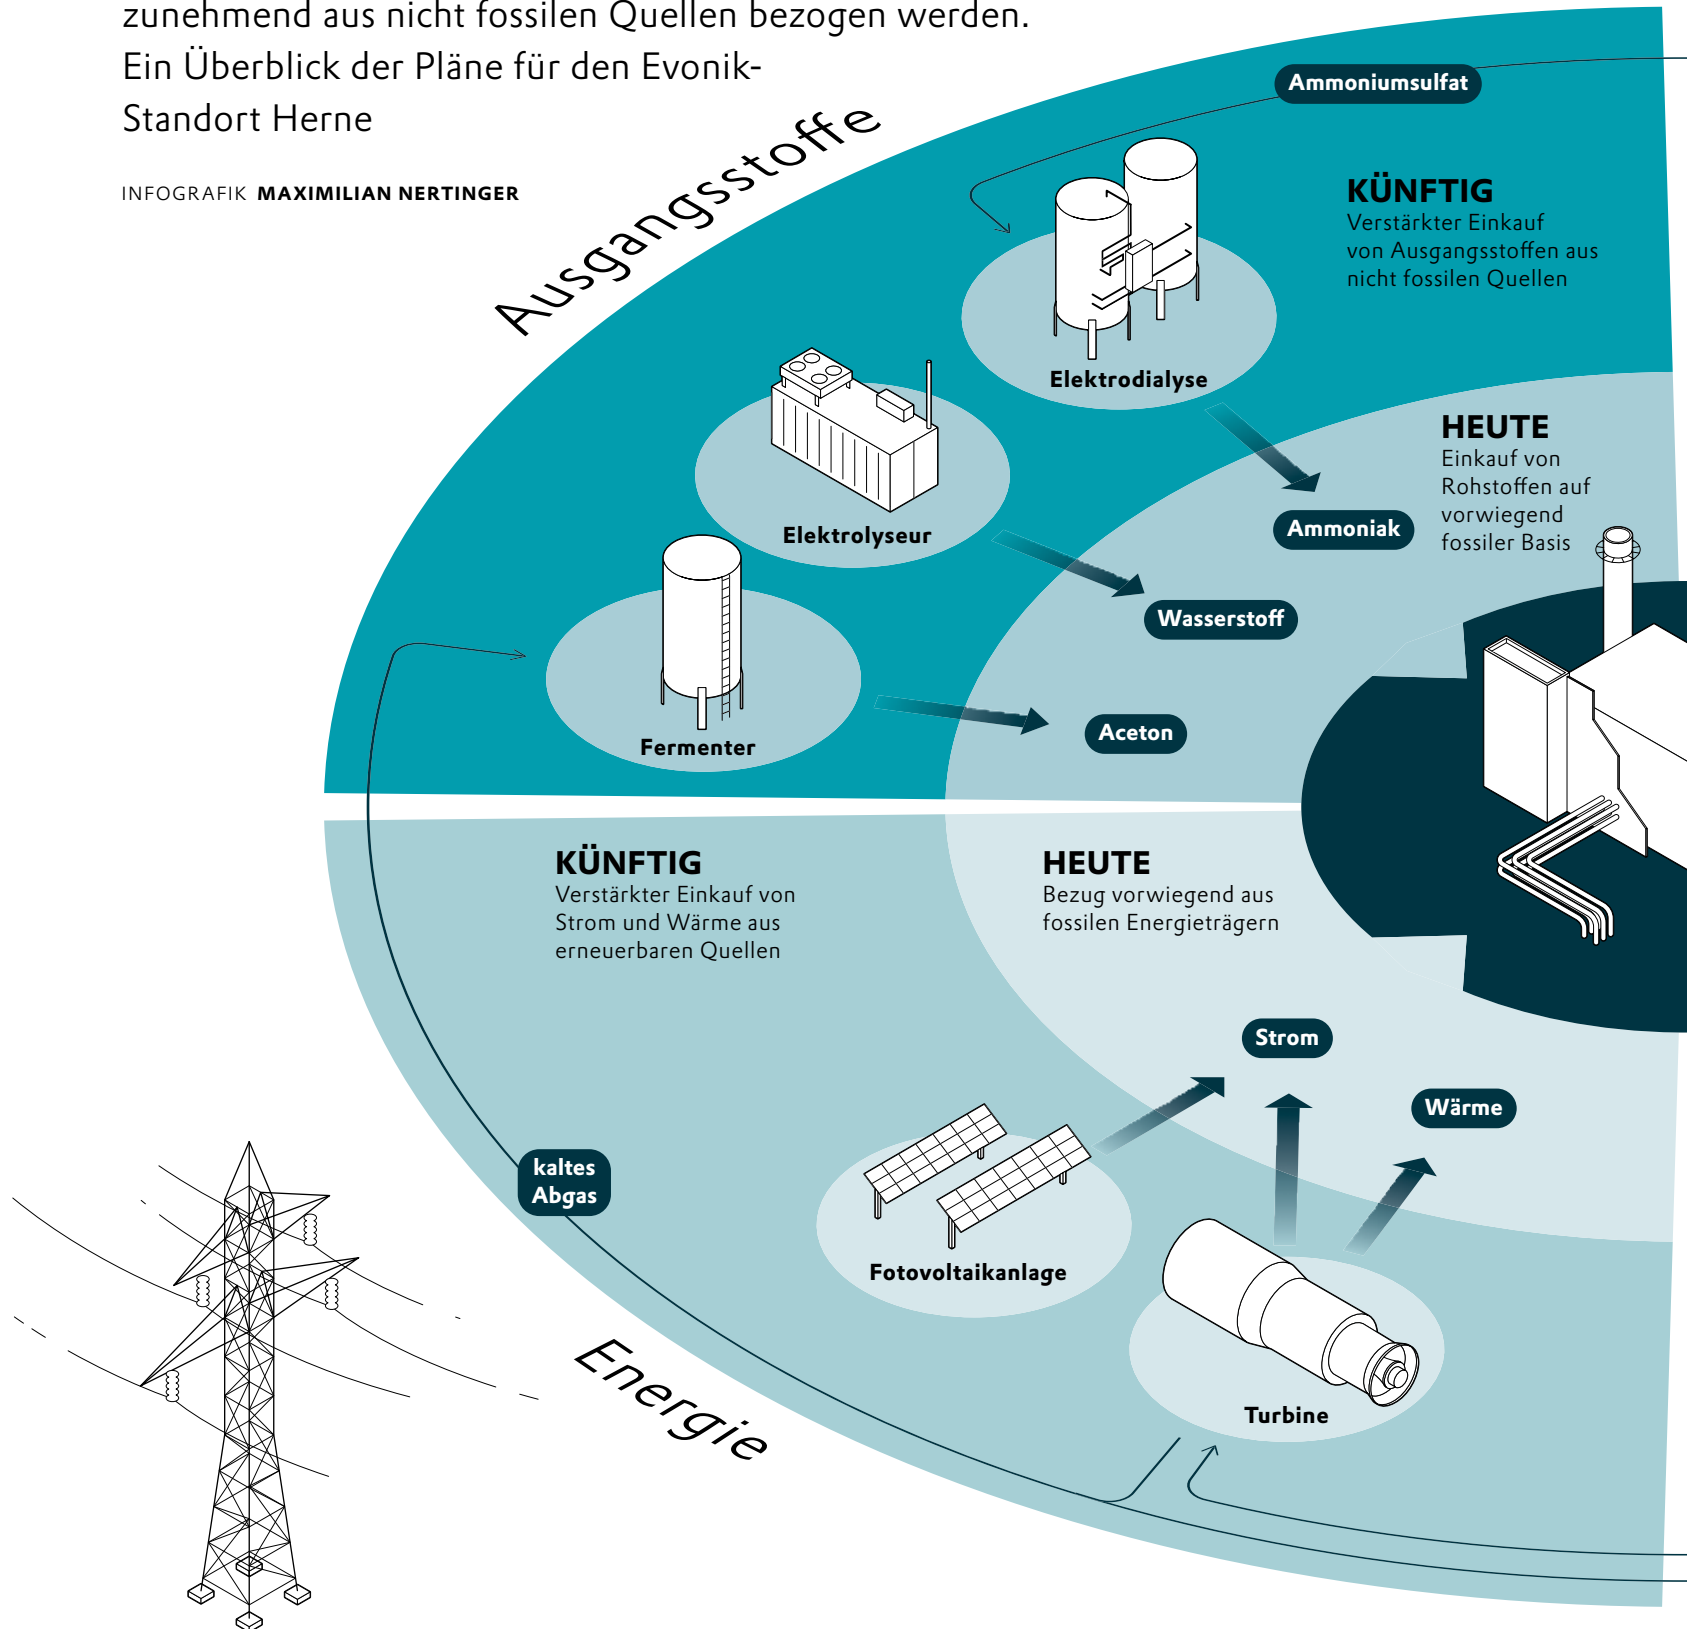 zunehmend aus nicht fossilen Quellen bezogen werden.
Ein Überblick der Pläne für den Evonik-
Standort Herne
INFOGRAFIK MAXIMILIAN NERTINGER
Ausgangsstoffe
Ammoniumsulfat
KÜNFTIG
Verstärkter Einkauf
von Ausgangsstoffen aus
nicht fossilen Quellen
Elektrodialyse
HEUTE
Einkauf von
Rohstoffen auf
vorwiegend
fossiler Basis
Elektrolyseur
Ammoniak
Wasserstoff
Fermenter
Aceton
KÜNFTIG
Verstärkter Einkauf von
Strom und Wärme aus
erneuerbaren Quellen
HEUTE
Bezug vorwiegend aus
fossilen Energieträgern
Strom
Wärme
kaltes
Abgas
Fotovoltaikanlage
Turbine
Energie